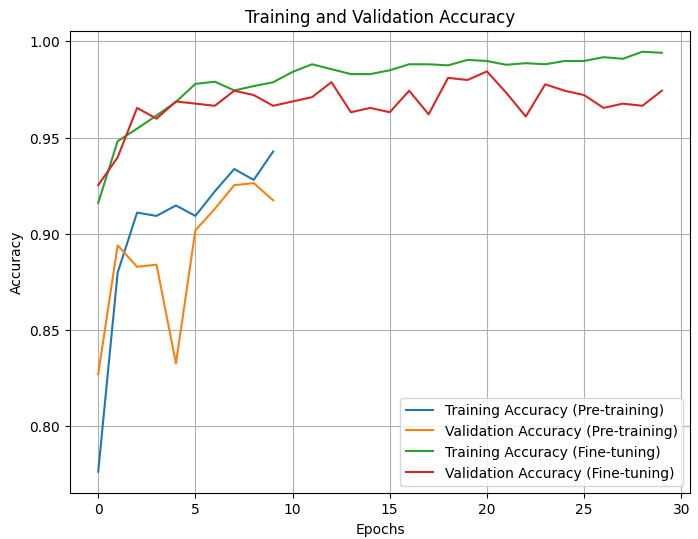 Training and Validation Accuracy
1.00
0.95
0.90
0.85
0.80
Accuracy
0
5
10
15
20
25
30
Epochs
Training Accuracy (Pre-training)
Validation Accuracy (Pre-training)
Training Accuracy (Fine-tuning)
Validation Accuracy (Fine-tuning)